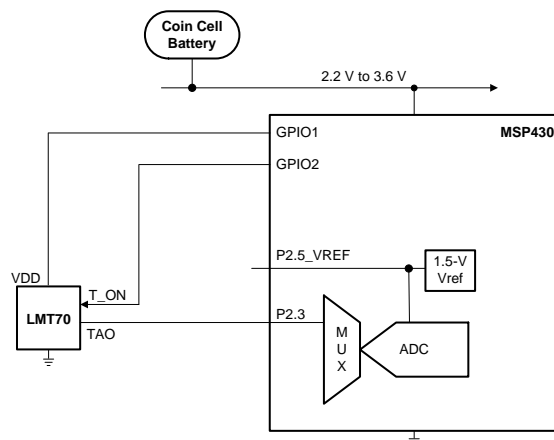 Coin Cell
Battery
2.2 V to 3.6 V
GPIO1
MSP430
GPIO2
P2.5_VREF
1.5-V
Vref
VDD
T_ON
LMT70
TAO
P2.3
M
U
X
ADC